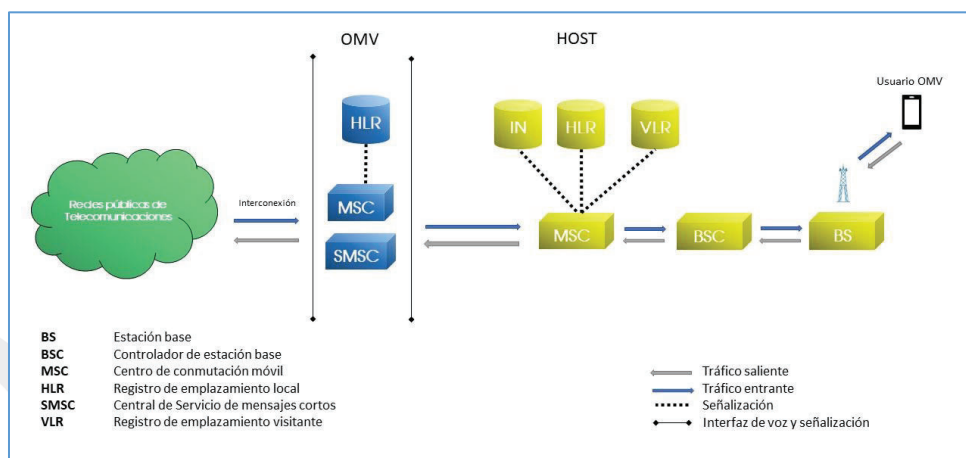 OMV
HOST
Usuario OMV
HLR
IN
HLR
VLR
Redes públicas de
Telecomunicaciones
Interconexión
MSC
SMSC
MSC
BSC
BS
BS Estación base
BSC Controlador de estación base
MSC Centro de conmutación móvil
HLR Registro de emplazamiento local
SMSC Central de Servicio de mensajes cortos
VLR Registro de emplazamiento visitante
Tráfico saliente
Tráfico entrante
Señalización
Interfaz de voz y señalización